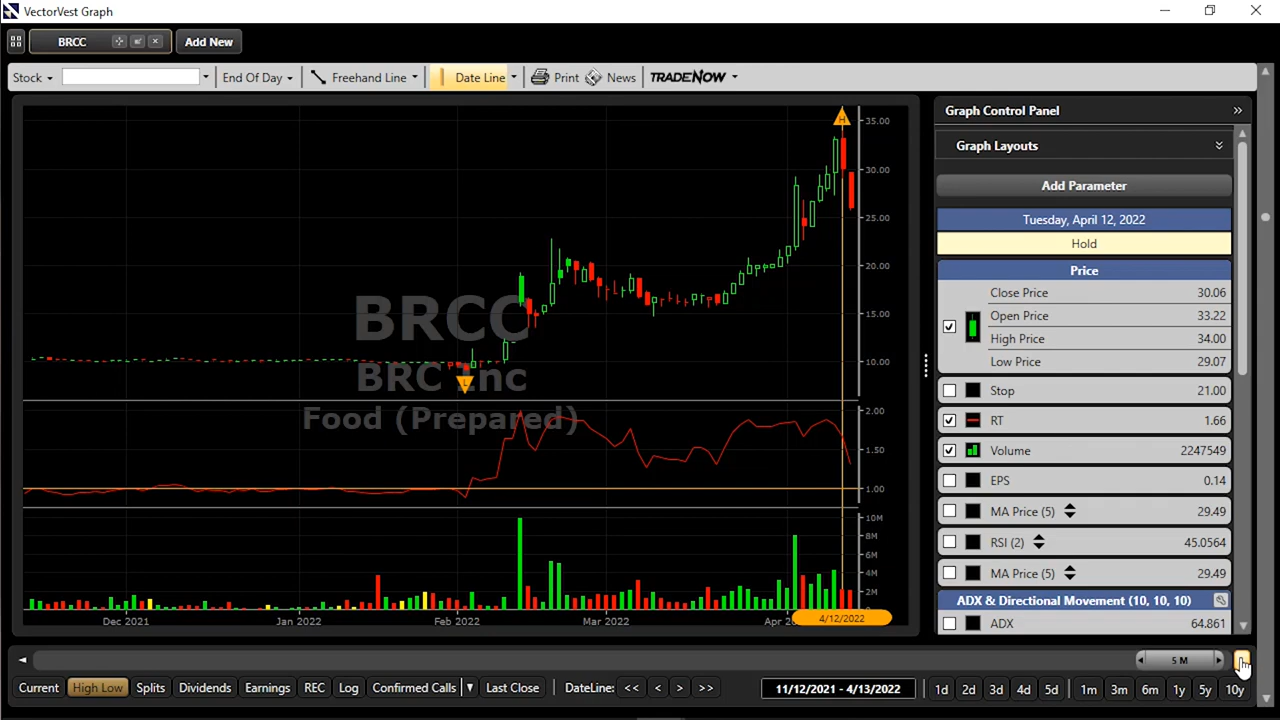 VectorVest Graph
BRCC
Add New
Stock
End Of Day
Freehand Line
Date Line
Print
News
TRADENOW
H
35.00
30.00
25.00
20.00
15.00
10.00
BRCC
BRC Inc
Food (Prepared)
L
2.00
1.50
1.00
10M
8M
6M
4M
2M
0
Dec 2021
Jan 2022
Feb 2022
Mar 2022
Apr
4/12/2022
Graph Control Panel
Graph Layouts
Add Parameter
Tuesday, April 12, 2022
Hold
Price
Close Price 30.06
Open Price 33.22
High Price 34.00
Low Price 29.07
Stop 21.00
RT 1.66
Volume 2247549
EPS 0.14
MA Price (5) 29.49
RSI (2) 45.0564
MA Price (5) 29.49
ADX & Directional Movement (10, 10, 10)
ADX 64.861
5 M
Current
High Low
Splits
Dividends
Earnings
REC
Log
Confirmed Calls
Last Close
DateLine:
<<
<
>
>>
11/12/2021 - 4/13/2022
1d
2d
3d
4d
5d
1m
3m
6m
1y
5y
10y